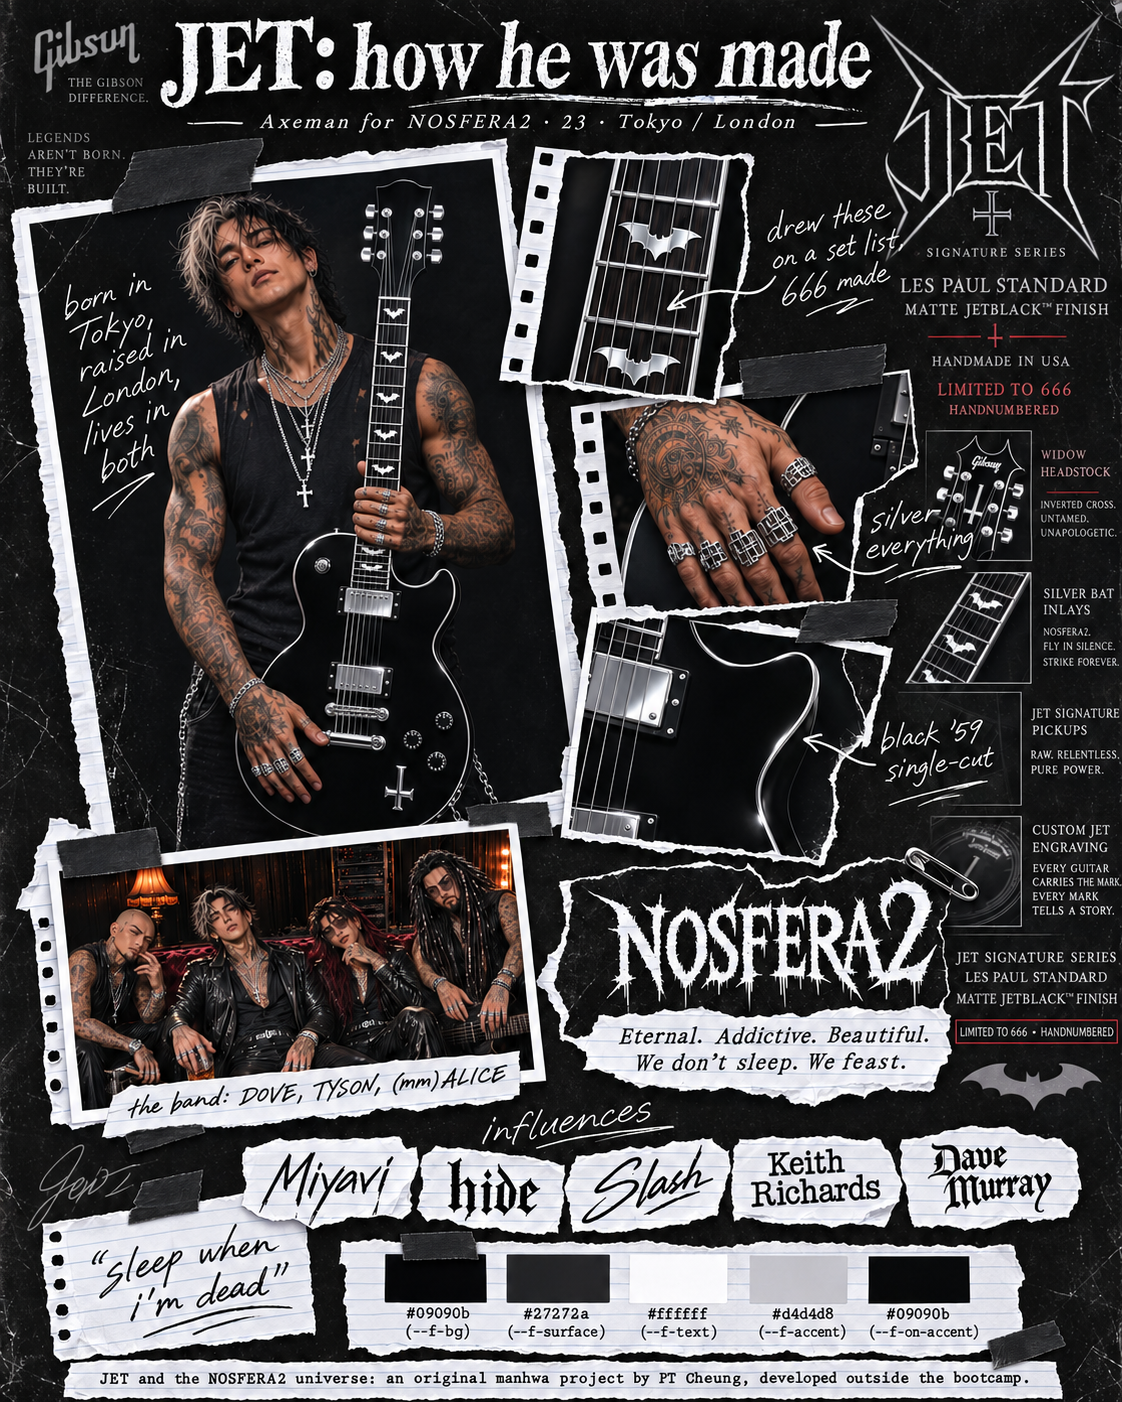 Gibson
THE GIBSON
DIFFERENCE.
JET: how he was made
Axeman for NOSFERA2 · 23 · Tokyo / London
LEGENDS
AREN'T BORN.
THEY'RE
BUILT.
born in
Tokyo,
raised in
London,
lives in
both
drew these
on a set list,
666 made
JET
SIGNATURE SERIES
LES PAUL STANDARD
MATTE JETBLACK™ FINISH
HANDMADE IN USA
LIMITED TO 666
HANDNUMBERED
Gibson
WIDOW
HEADSTOCK
INVERTED CROSS.
UNTAMED.
UNAPOLOGETIC.
silver
everything
SILVER BAT
INLAYS
NOSFERA2.
FLY IN SILENCE.
STRIKE FOREVER.
black '59
single-cut
JET SIGNATURE
PICKUPS
RAW. RELENTLESS.
PURE POWER.
CUSTOM JET
ENGRAVING
EVERY GUITAR
CARRIES THE MARK.
EVERY MARK
TELLS A STORY.
NOSFERA2
Eternal. Addictive. Beautiful.
We don't sleep. We feast.
JET SIGNATURE SERIES
LES PAUL STANDARD
MATTE JETBLACK™ FINISH
LIMITED TO 666 • HANDNUMBERED
the band: DOVE, TYSON, (mm) ALICE
influences
Miyavi
hide
Slash
Keith
Richards
Dave
Murray
"sleep when
i'm dead"
#09090b
(--f-bg)
#27272a
(--f-surface)
#ffffff
(--f-text)
#d4d4d8
(--f-accent)
#09090b
(--f-on-accent)
JET and the NOSFERA2 universe: an original manhwa project by PT Cheung, developed outside the bootcamp.